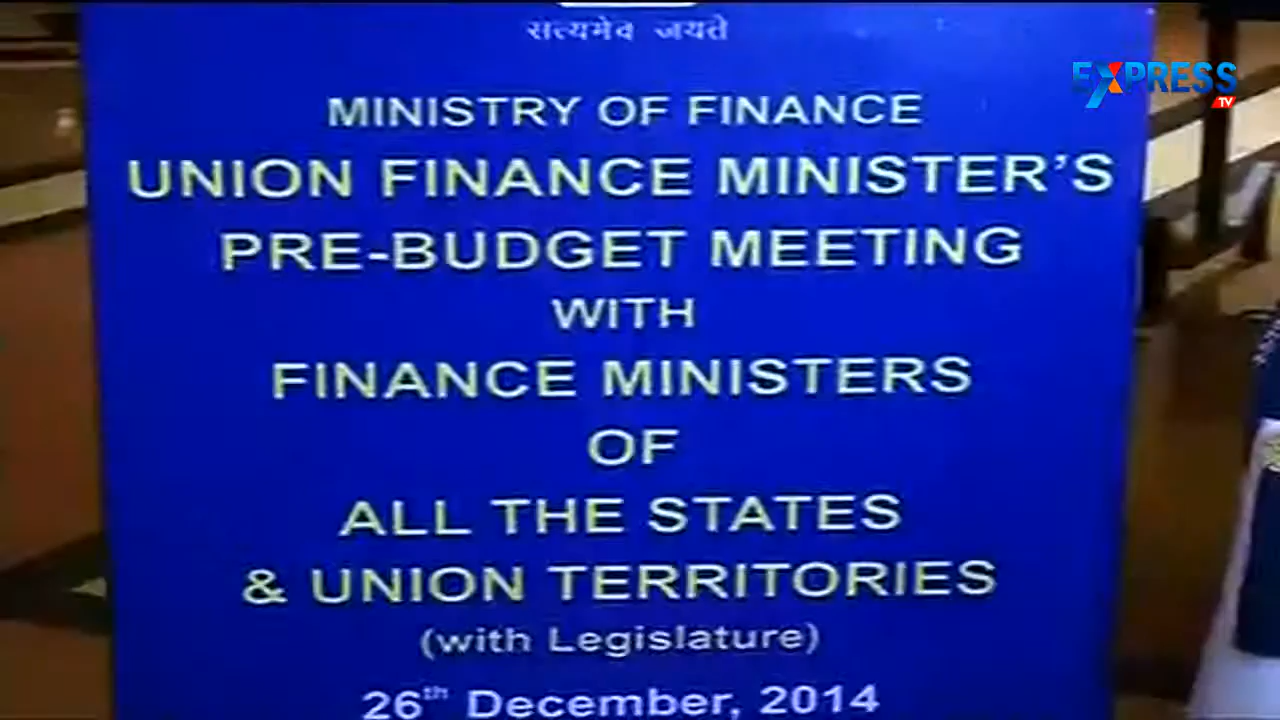 सत्यमेव जयते
EXPRESS
TV
MINISTRY OF FINANCE
UNION FINANCE MINISTER'S
PRE-BUDGET MEETING
WITH
FINANCE MINISTERS
OF
ALL THE STATES
& UNION TERRITORIES
(with Legislature)
26th December, 2014